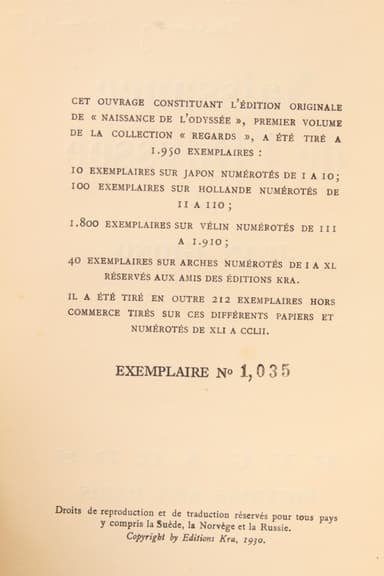 CET OUVRAGE CONSTITUANT L'ÉDITION ORIGINALE
DE « NAISSANCE DE L'ODYSSÉE », PREMIER VOLUME
DE LA COLLECTION « REGARDS », A ÉTÉ TIRÉ A
1.950 EXEMPLAIRES :
10 EXEMPLAIRES SUR JAPON NUMÉROTÉS DE 1 A 10;
100 EXEMPLAIRES SUR HOLLANDE NUMÉROTÉS DE
11 A 110 ;
1.800 EXEMPLAIRES SUR VÉLIN NUMÉROTÉS DE 111
A 1.910 ;
40 EXEMPLAIRES SUR ARCHES NUMÉROTÉS DE I A XL
RÉSERVÉS AUX AMIS DES ÉDITIONS KRA.
IL A ÉTÉ TIRÉ EN OUTRE 212 EXEMPLAIRES HORS
COMMERCE TIRÉS SUR CES DIFFÉRENTS PAPIERS ET
NUMÉROTÉS DE XLI A CCLII.
EXEMPLAIRE No 1,035
Droits de reproduction et de traduction réservés pour tous pays
y compris la Suède, la Norvège et la Russie.
Copyright by Editions Kra, 1930.